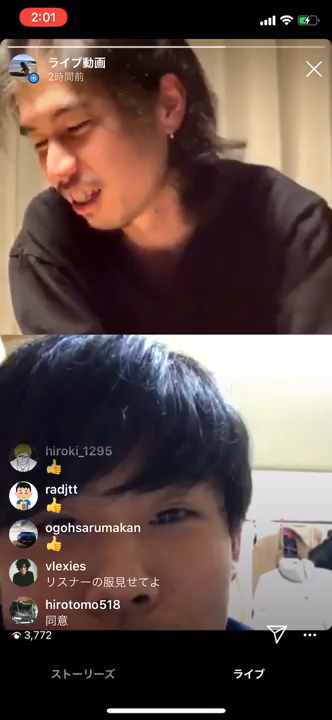 2:01
ライブ動画
2時間前
hiroki_1295
👍
radjtt
👍
ogohsarumakan
👍
vlexies
リスナーの服見せてよ
hirotomo518
同意
3,772
ストーリーズ
ライブ